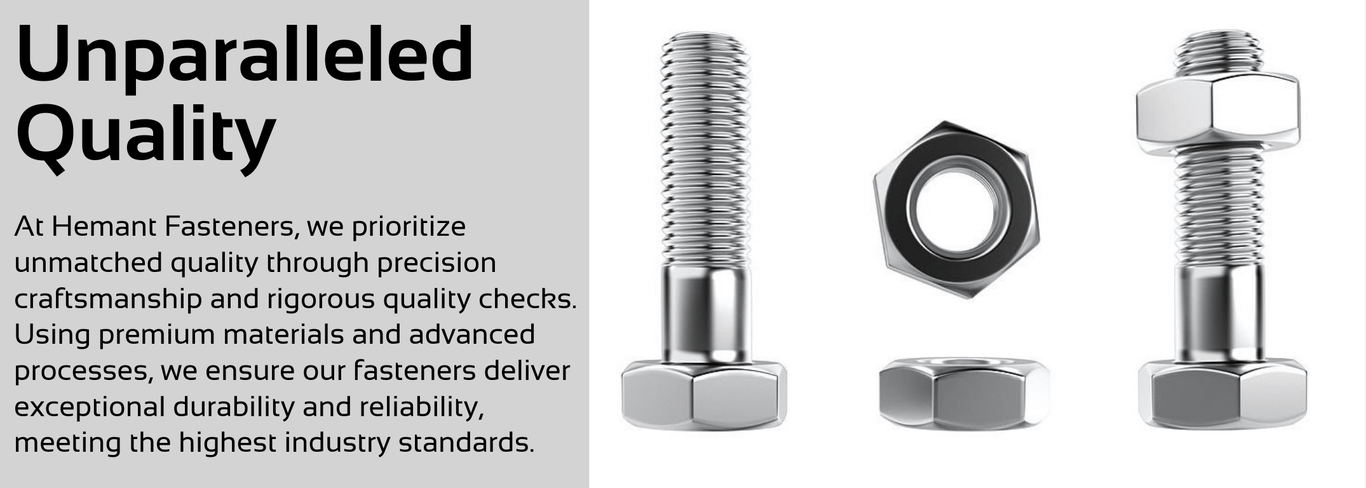 Unparalleled
Quality
At Hemant Fasteners, we prioritize
unmatched quality through precision
craftsmanship and rigorous quality checks.
Using premium materials and advanced
processes, we ensure our fasteners deliver
exceptional durability and reliability,
meeting the highest industry standards.